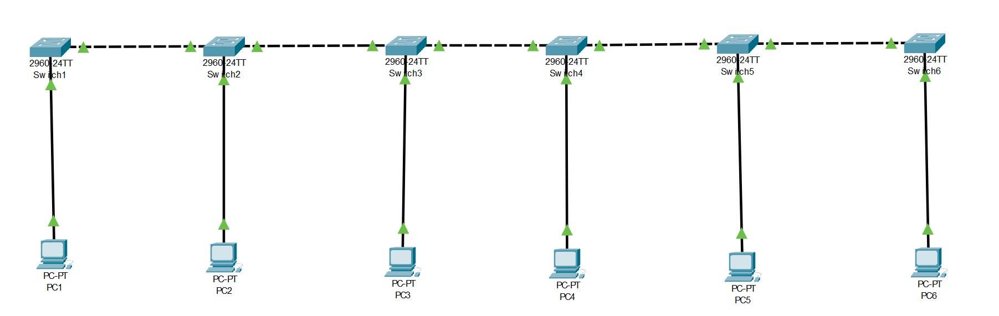 2960-24TT
Switch1
2960-24TT
Switch2
2960-24TT
Switch3
2960-24TT
Switch4
2960-24TT
Switch5
2960-24TT
Switch6
PC-PT
PC1
PC-PT
PC2
PC-PT
PC3
PC-PT
PC4
PC-PT
PC5
PC-PT
PC6